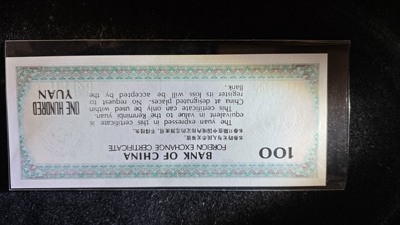 BANK OF CHINA
FOREIGN EXCHANGE CERTIFICATE
100
The yuan expressed in this certificate is
equivalent in value to the Renminbi yuan.
This certificate can only be used within
China at designated places. No request to
register its loss will be accepted by the
Bank.
ONE HUNDRED
YUAN